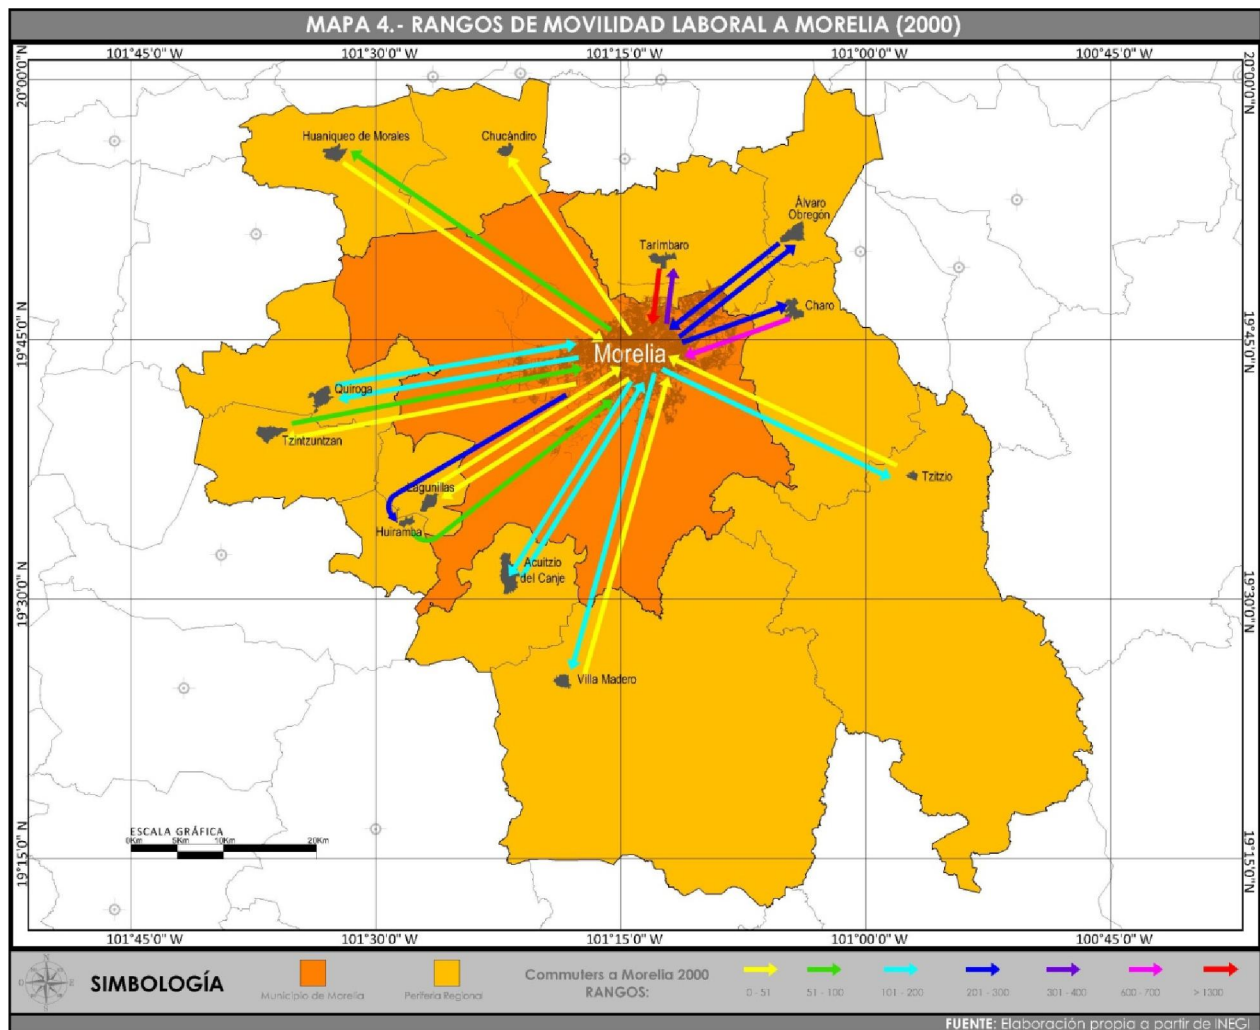 MAPA 4.- RANGOS DE MOVILIDAD LABORAL A MORELIA (2000)
101°45'0" W 101°30'0" W 101°15'0" W 101°00'0" W 100°45'0" W
20°00'0" N 20°00'0" N
Huaniqueo de Morales
Chucándiro
Álvaro
Obregón
Tarímbaro
Charo
19°45'0" N 19°45'0" N
Morelia
Quiroga
Tzintzuntzan
Tzitzio
Lagunillas
Huiramba
Acuitzio
del Canje
19°30'0" N 19°30'0" N
Villa Madero
ESCALA GRÁFICA
0Km 5Km 10Km 20Km
19°15'0" N 19°15'0" N
101°45'0" W 101°30'0" W 101°15'0" W 101°00'0" W 100°45'0" W
SIMBOLOGÍA
Municipio de Morelia
Periferia Regional
Commuters a Morelia 2000
RANGOS:
0 - 51 51 - 100 101 - 200 201 - 300 301 - 400 600 - 700 > 1300
FUENTE: Elaboración propia a partir de INEGI